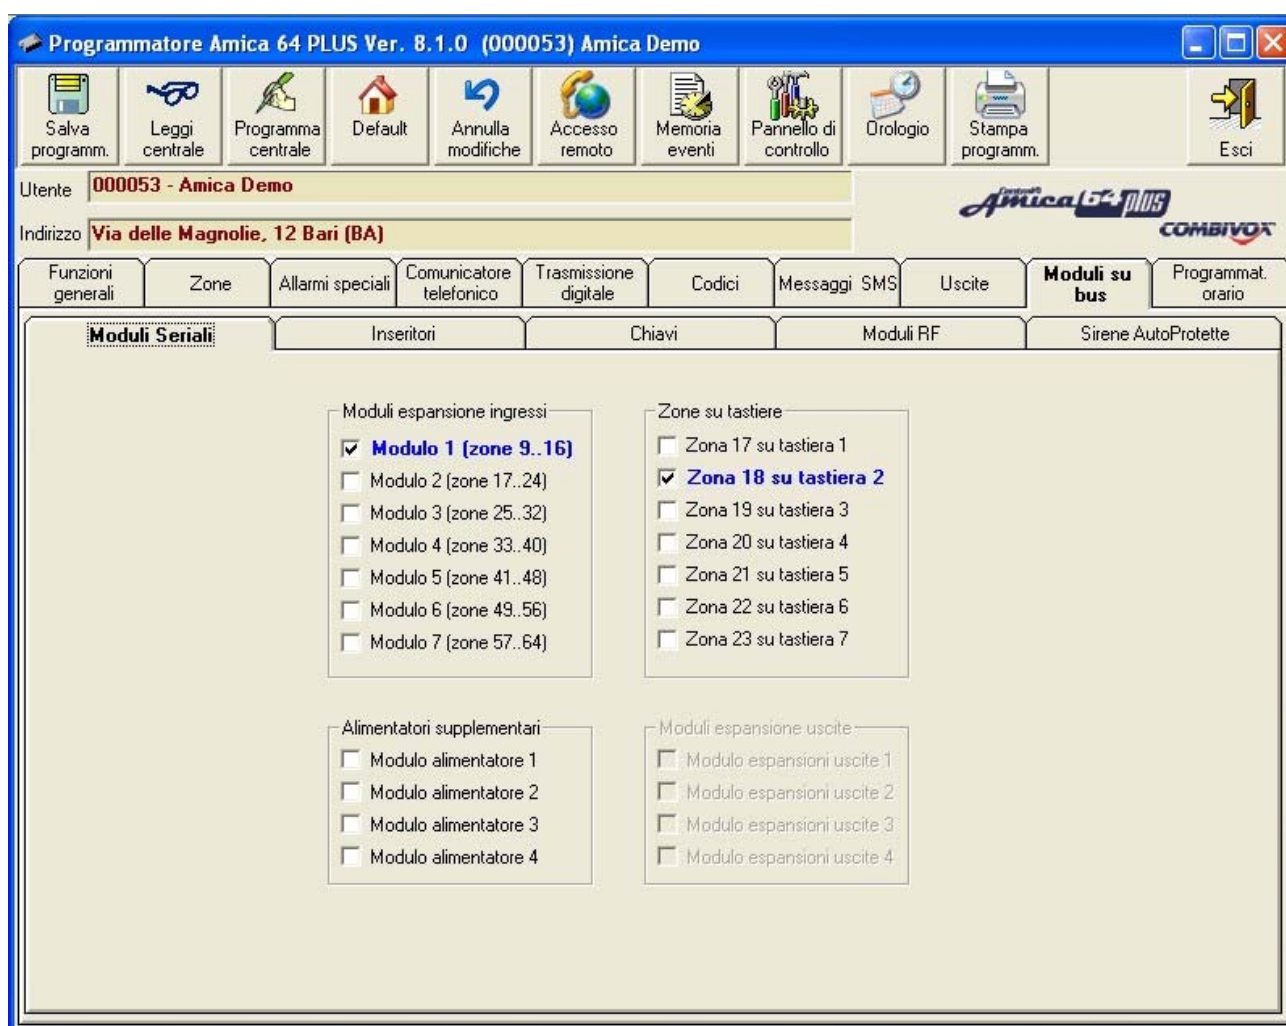 Programmatore Amica 64 PLUS Ver. 8.1.0 (000053) Amica Demo
Salva programm.
Leggi centrale
Programma centrale
Default
Annulla modifiche
Accesso remoto
Memoria eventi
Pannello di controllo
Orologio
Stampa programm.
Esci
Utente 000053 - Amica Demo
Indirizzo Via delle Magnolie, 12 Bari (BA)
Amica 64 plus
COMBIVOX
Funzioni generali
Zone
Allarmi speciali
Comunicatore telefonico
Trasmissione digitale
Codici
Messaggi SMS
Uscite
Moduli su bus
Programmat. orario
Moduli Seriali
Inseritori
Chiavi
Moduli RF
Sirene AutoProtette
Moduli espansione ingressi
Modulo 1 (zone 9..16)
Modulo 2 (zone 17..24)
Modulo 3 (zone 25..32)
Modulo 4 (zone 33..40)
Modulo 5 (zone 41..48)
Modulo 6 (zone 49..56)
Modulo 7 (zone 57..64)
Zone su tastiere
Zona 17 su tastiera 1
Zona 18 su tastiera 2
Zona 19 su tastiera 3
Zona 20 su tastiera 4
Zona 21 su tastiera 5
Zona 22 su tastiera 6
Zona 23 su tastiera 7
Alimentatori supplementari
Modulo alimentatore 1
Modulo alimentatore 2
Modulo alimentatore 3
Modulo alimentatore 4
Moduli espansione uscite
Modulo espansioni uscite 1
Modulo espansioni uscite 2
Modulo espansioni uscite 3
Modulo espansioni uscite 4